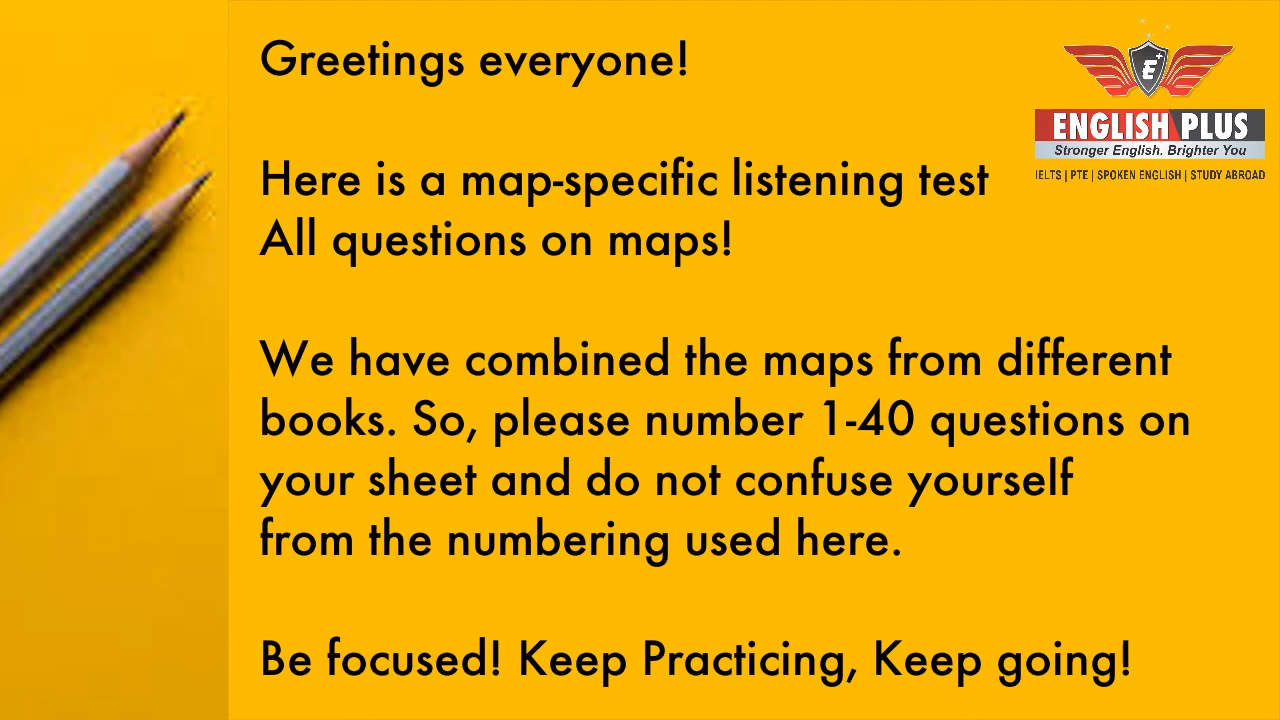 Greetings everyone!
Here is a map-specific listening test
All questions on maps!
We have combined the maps from different
books. So, please number 1-40 questions on
your sheet and do not confuse yourself
from the numbering used here.
Be focused! Keep Practicing, Keep going!
E+
ENGLISH PLUS
Stronger English. Brighter You
IELTS | PTE | SPOKEN ENGLISH | STUDY ABROAD